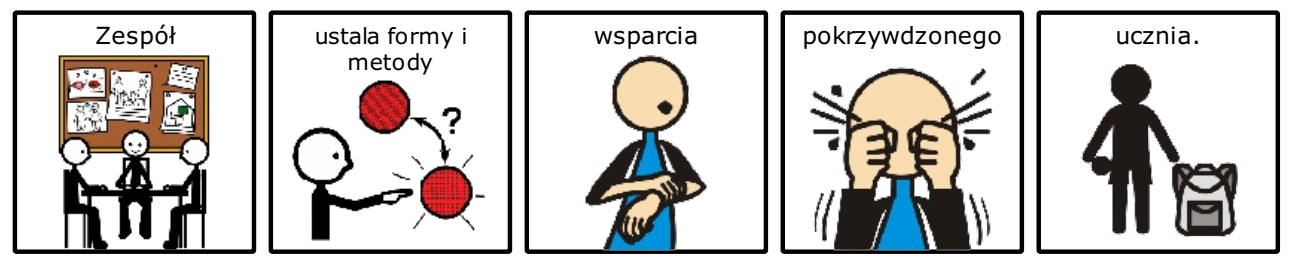 Zespół
ustala formy i
metody
wsparcia
pokrzywdzonego
ucznia.
?